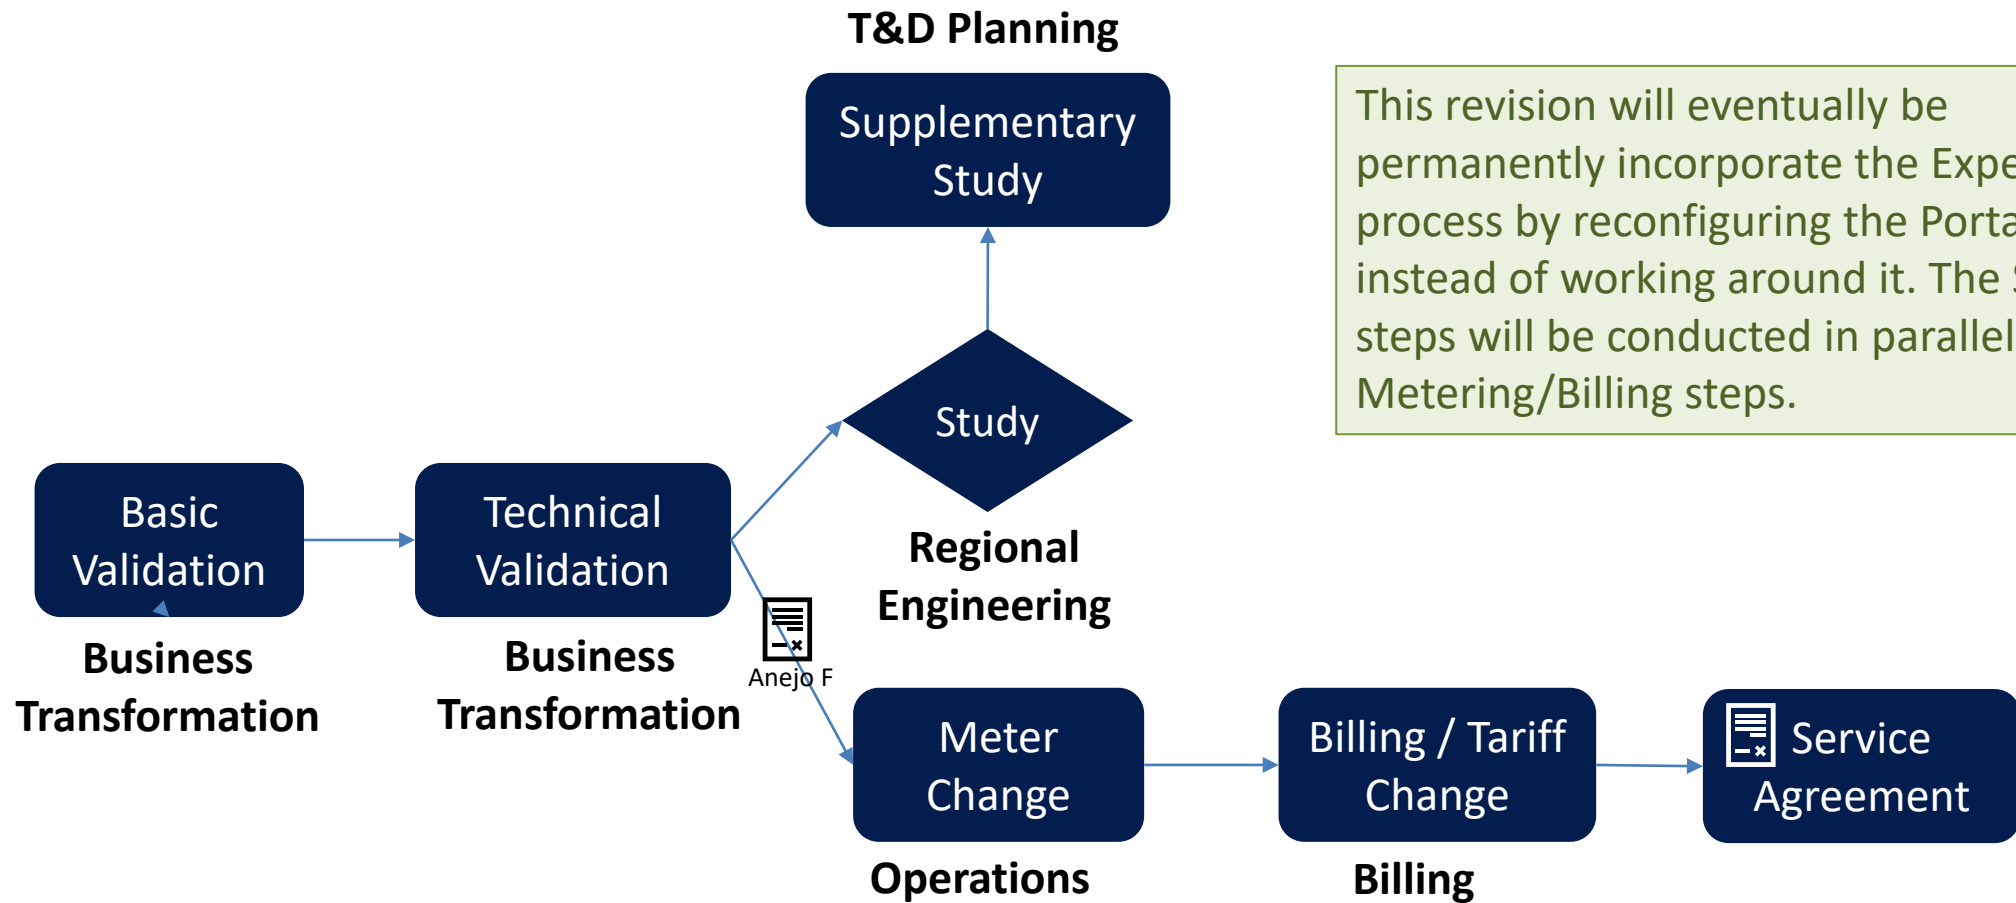 T&D Planning
Supplementary
Study
This revision will eventually be
permanently incorporate the
process by reconfiguring the
instead of working around it. The
steps will be conducted in parallel
Metering/Billing steps.
Study
Regional
Engineering
Basic
Validation
Business
Transformation
Technical
Validation
Business
Transformation
Anejo F
Meter
Change
Operations
Billing / Tariff
Change
Billing
Service
Agreement